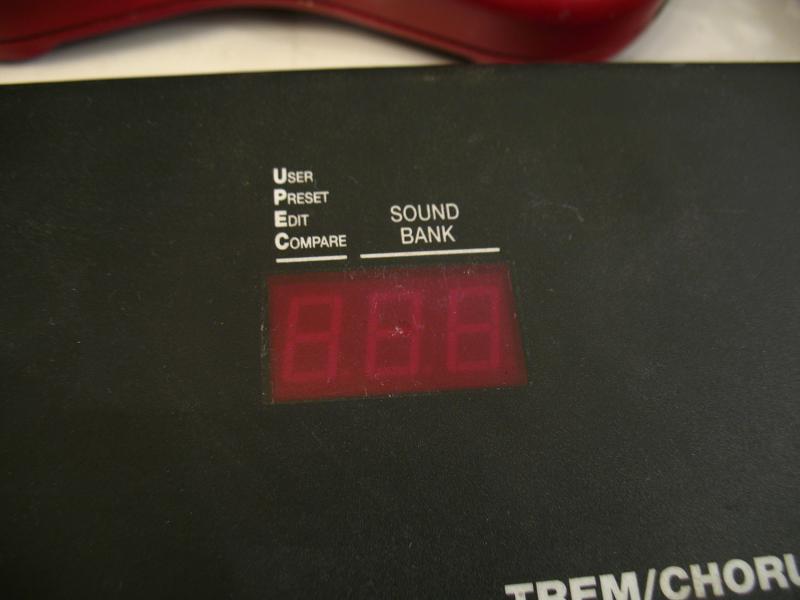 USER
PRESET
EDIT
COMPARE
SOUND
BANK
TREM/CHORU